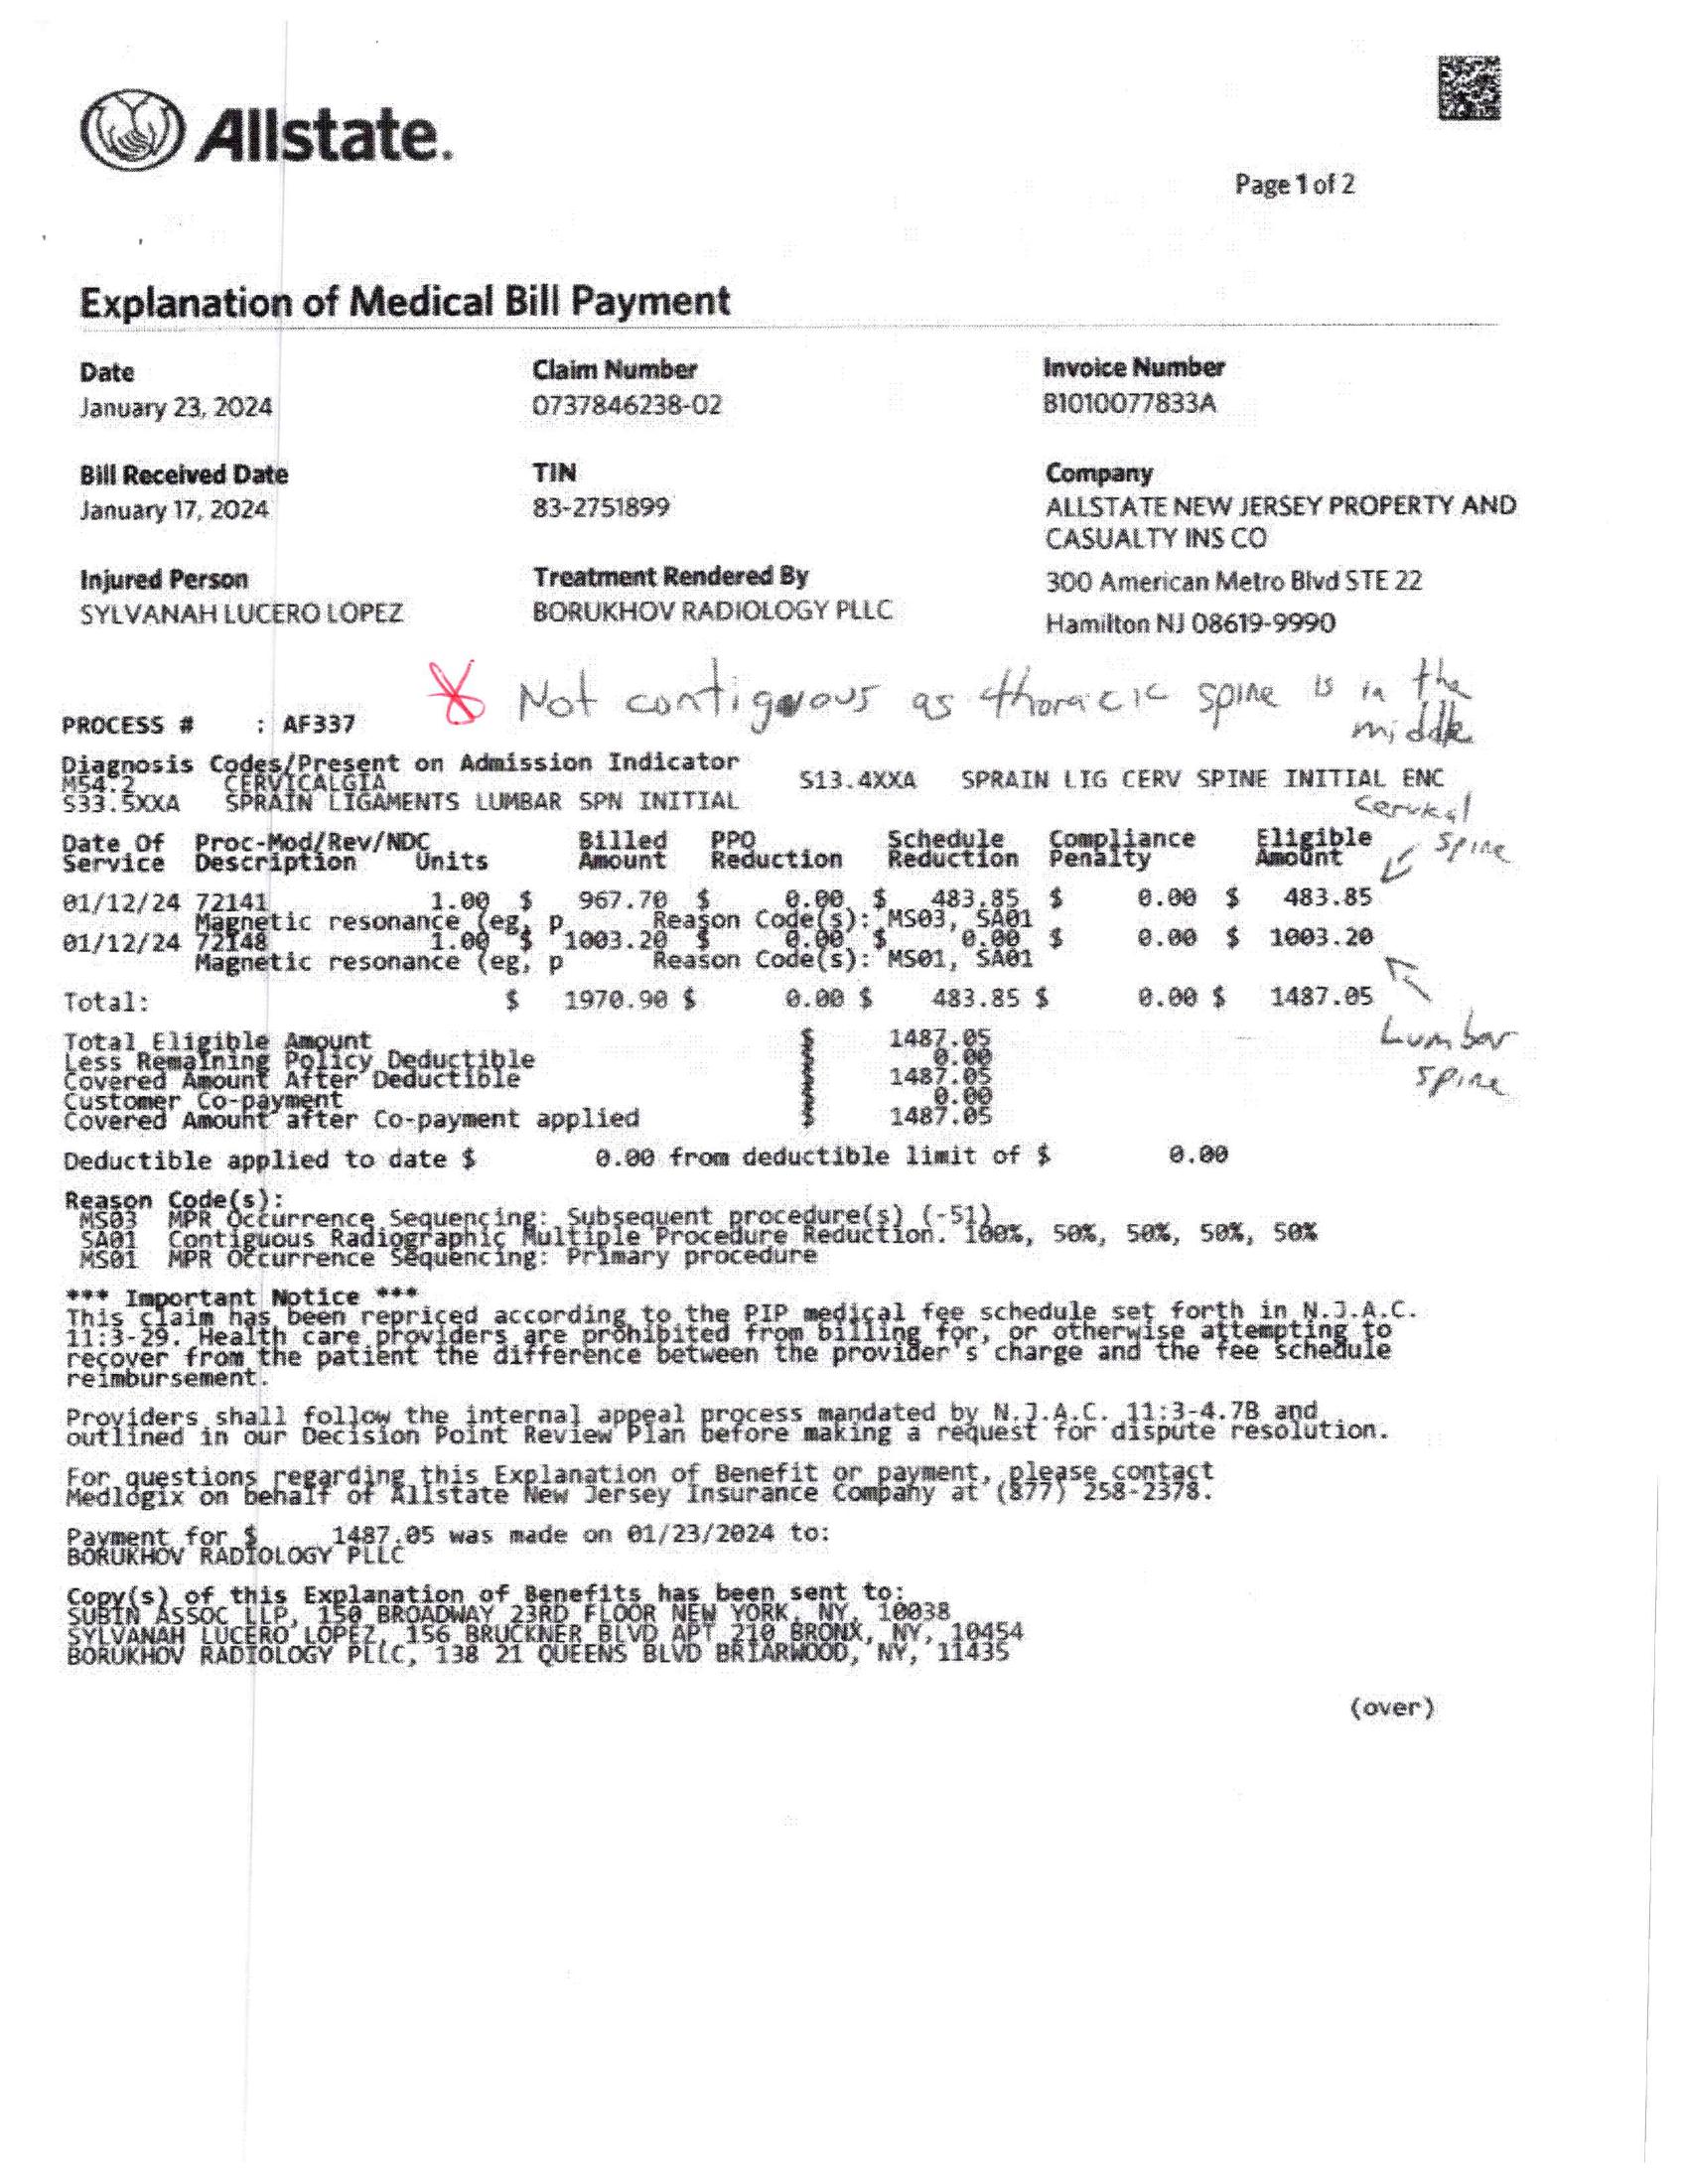 Allstate.
Page 1 of 2
Explanation of Medical Bill Payment
Date Claim Number Invoice Number
January 23, 2024 0737846238-02 81010077833A
Bill Received Date TIN Company
January 17, 2024 83-2751899 ALLSTATE NEW JERSEY PROPERTY AND
CASUALTY INS CO
Injured Person Treatment Rendered By 300 American Metro Blvd STE 22
SYLVANAH LUCERO LOPEZ BORUKHOV RADIOLOGY PLLC Hamilton NJ 08619-9990
* Not contiguous as thoracic spine is in the
middle
PROCESS # : AF337
Diagnosis Codes/Present on Admission Indicator
M54.2 CERVICALGIA S13.4XXA SPRAIN LIG CERV SPINE INITIAL ENC
S33.5XXA SPRAIN LIGAMENTS LUMBAR SPN INITIAL
Cervical
spine
Date Of Proc-Mod/Rev/NDC Billed PPO Schedule Compliance Eligible
Service Description Units Amount Reduction Reduction Penalty Amount
01/12/24 72141 1.00 $ 967.70 $ 0.00 $ 483.85 $ 0.00 $ 483.85
Magnetic resonance (eg, p Reason Code(s): MS03, SA01
01/12/24 72148 1.00 $ 1003.20 $ 0.00 $ 0.00 $ 0.00 $ 1003.20
Magnetic resonance (eg, p Reason Code(s): MS01, SA01
Total: $ 1970.90 $ 0.00 $ 483.85 $ 0.00 $ 1487.05
Lumbar
spine
Total Eligible Amount $ 1487.05
Less Remaining Policy Deductible $ 0.00
Covered Amount After Deductible $ 1487.05
Customer Co-payment $ 0.00
Covered Amount after Co-payment applied $ 1487.05
Deductible applied to date $ 0.00 from deductible limit of $ 0.00
Reason Code(s):
MS03 MPR Occurrence Sequencing: Subsequent procedure(s) (-51)
SA01 Contiguous Radiographic Multiple Procedure Reduction. 100%, 50%, 50%, 50%, 50%
MS01 MPR Occurrence Sequencing: Primary procedure
*** Important Notice ***
This claim has been repriced according to the PIP medical fee schedule set forth in N.J.A.C.
11:3-29. Health care providers are prohibited from billing for, or otherwise attempting to
recover from the patient the difference between the provider's charge and the fee schedule
reimbursement.
Providers shall follow the internal appeal process mandated by N.J.A.C. 11:3-4.7B and
outlined in our Decision Point Review Plan before making a request for dispute resolution.
For questions regarding this Explanation of Benefit or payment, please contact
Medlogix on behalf of Allstate New Jersey Insurance Company at (877) 258-2378.
Payment for $ 1487.05 was made on 01/23/2024 to:
BORUKHOV RADIOLOGY PLLC
Copy(s) of this Explanation of Benefits has been sent to:
SUBIN ASSOC LLP, 150 BROADWAY 23RD FLOOR NEW YORK, NY, 10038
SYLVANAH LUCERO LOPEZ, 156 BRUCKNER BLVD APT 210 BRONX, NY, 10454
BORUKHOV RADIOLOGY PLLC, 138 21 QUEENS BLVD BRIARWOOD, NY, 11435
(over)